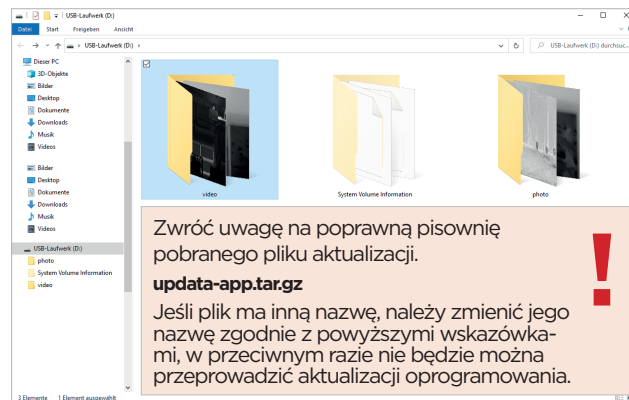 USB-Laufwerk (D:)
Datei Start Freigeben Ansicht
USB-Laufwerk (D:)
USB-Laufwerk (D:) durchsuc...
Dieser PC
3D-Objekte
Bilder
Desktop
Dokumente
Downloads
Musik
Videos
Bilder
Desktop
Dokumente
Downloads
Musik
Videos
USB-Laufwerk (D:)
photo
System Volume Information
video
video
System Volume Information
photo
Zwróć uwagę na poprawną pisownię
pobranego pliku aktualizacji.
updata-app.tar.gz
Jeśli plik ma inną nazwę, należy zmienić jego
nazwę zgodnie z powyższymi wskazówka-
mi, w przeciwnym razie nie będzie można
przeprowadzić aktualizacji oprogramowania.
!
3 Elemente 1 Element ausgewählt